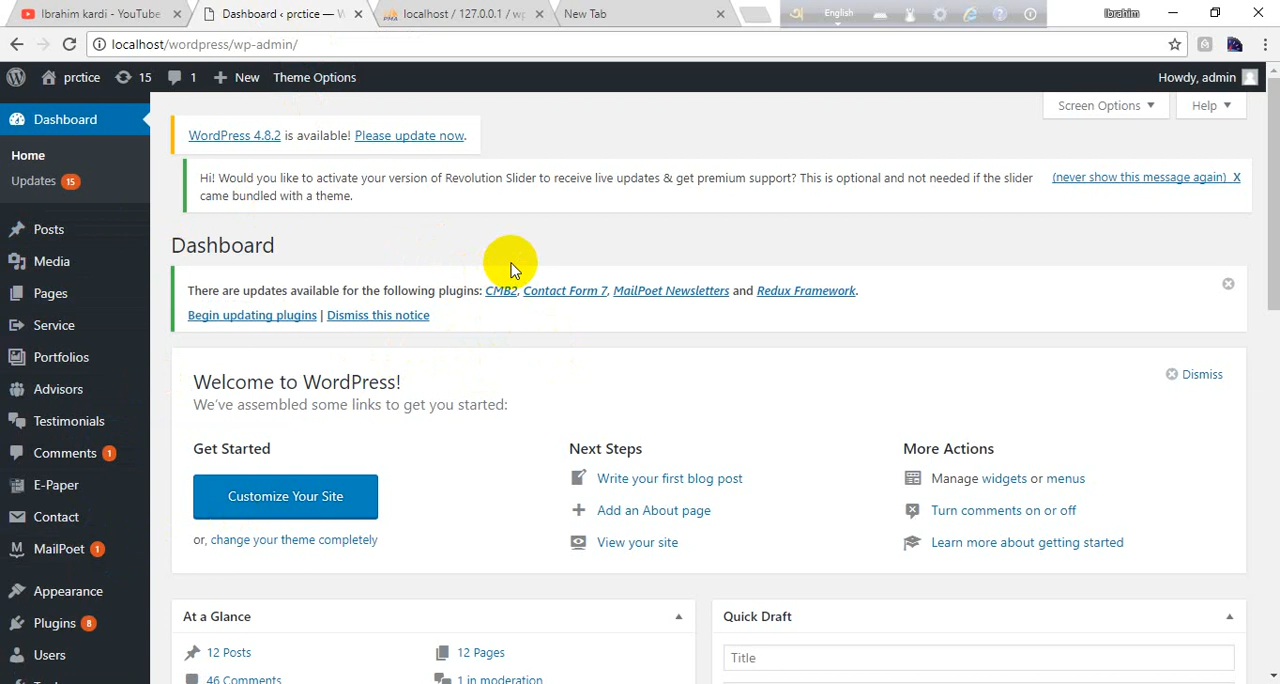 Ibrahim kardi - YouTube
Dashboard ‹ prctice — W
localhost / 127.0.0.1 / wp
New Tab
English
Ibrahim
localhost/wordpress/wp-admin/
prctice
15
1
New
Theme Options
Howdy, admin
Dashboard
Home
Updates 15
Posts
Media
Pages
Service
Portfolios
Advisors
Testimonials
Comments 1
E-Paper
Contact
MailPoet 1
Appearance
Plugins 8
Users
Screen Options
Help
WordPress 4.8.2 is available! Please update now.
Hi! Would you like to activate your version of Revolution Slider to receive live updates & get premium support? This is optional and not needed if the slider
came bundled with a theme.
(never show this message again) X
Dashboard
There are updates available for the following plugins: CMB2, Contact Form 7, MailPoet Newsletters and Redux Framework.
Begin updating plugins | Dismiss this notice
Welcome to WordPress!
Dismiss
We've assembled some links to get you started:
Get Started
Customize Your Site
or, change your theme completely
Next Steps
Write your first blog post
Add an About page
View your site
More Actions
Manage widgets or menus
Turn comments on or off
Learn more about getting started
At a Glance
12 Posts
12 Pages
46 Comments
1 in moderation
Quick Draft
Title